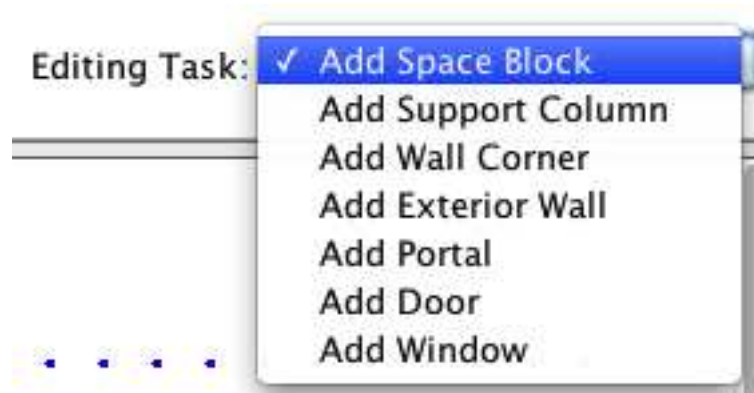 Editing Task: ✓ Add Space Block
Add Support Column
Add Wall Corner
Add Exterior Wall
Add Portal
Add Door
Add Window